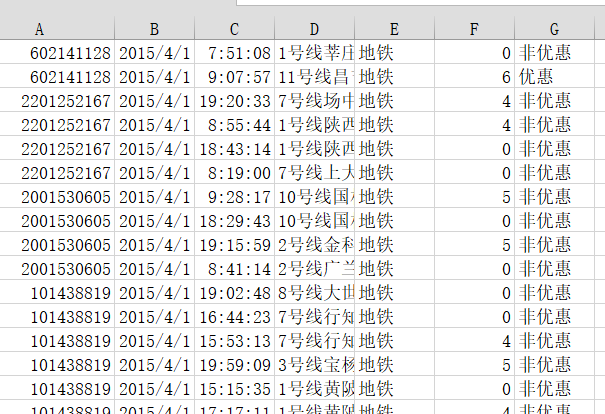 A B C D E F G
602141128 2015/4/1 7:51:08 1号线莘庄 地铁 0 非优惠
602141128 2015/4/1 9:07:57 11号线昌 地铁 6 优惠
2201252167 2015/4/1 19:20:33 7号线场中 地铁 4 非优惠
2201252167 2015/4/1 8:55:44 1号线陕西 地铁 4 非优惠
2201252167 2015/4/1 18:43:14 1号线陕西 地铁 0 非优惠
2201252167 2015/4/1 8:19:00 7号线上大 地铁 0 非优惠
2001530605 2015/4/1 9:28:17 10号线国 地铁 5 非优惠
2001530605 2015/4/1 18:29:43 10号线国 地铁 0 非优惠
2001530605 2015/4/1 19:15:59 2号线金科 地铁 5 非优惠
2001530605 2015/4/1 8:41:14 2号线广兰 地铁 0 非优惠
101438819 2015/4/1 19:02:48 8号线大世 地铁 0 非优惠
101438819 2015/4/1 16:44:23 7号线行知 地铁 0 非优惠
101438819 2015/4/1 15:53:13 7号线行知 地铁 4 非优惠
101438819 2015/4/1 19:59:09 3号线宝杨 地铁 5 非优惠
101438819 2015/4/1 15:15:35 1号线黄陂 地铁 0 非优惠
101438819 2015/4/1 17:17:11 1号线黄陂 地铁 4 非优惠